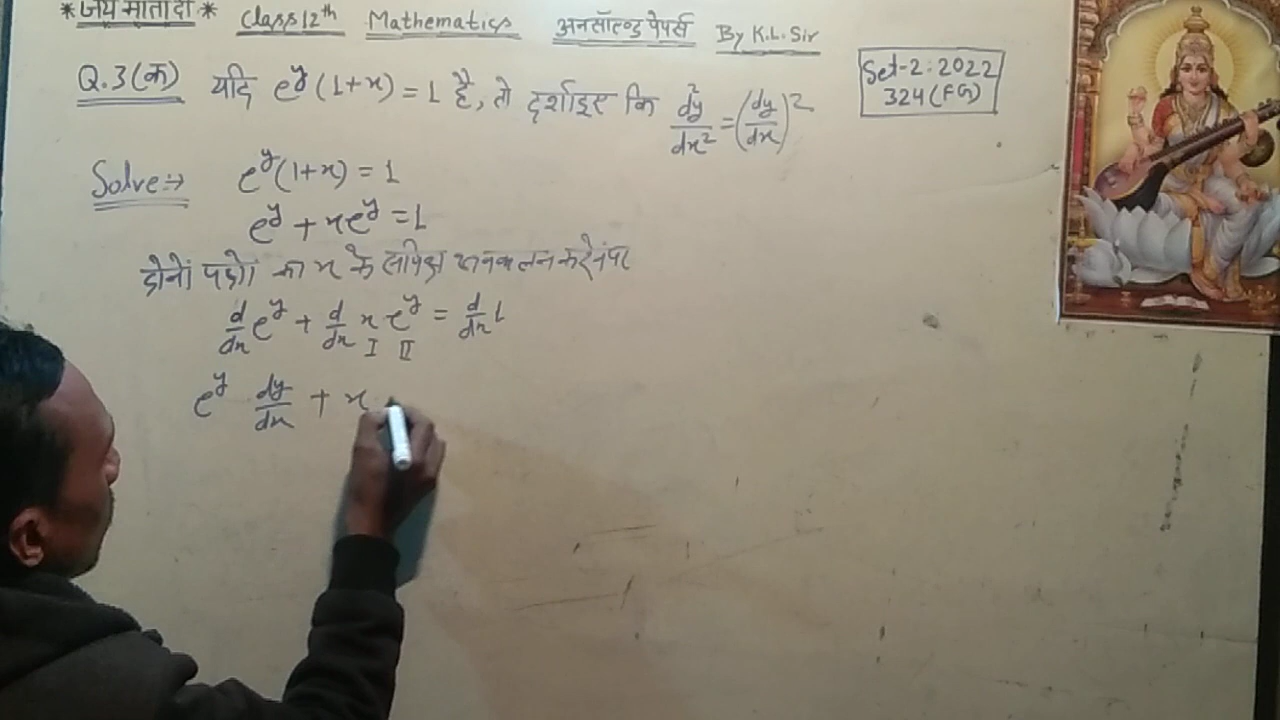 * जय माता दी * Class 12th Mathematics अनसॉल्व्ड पेपर्स By K.L. Sir
Set-2:2022
324(FG)
Q.3(क) यदि e^y(1+x)=1 है, तो दर्शाइए कि d²y/dx² = (dy/dx)²
Solve:→ e^y(1+x) = 1
e^y + xe^y = 1
दोनों पक्षों का x के सापेक्ष अवकलन करने पर
d/dx e^y + d/dx x e^y = d/dx 1
I II
e^y dy/dx + x